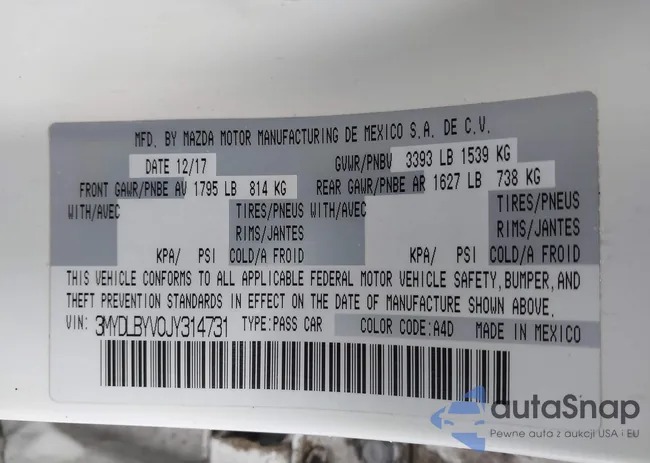 MFD. BY MAZDA MOTOR MANUFACTURING DE MEXICO S.A. DE C.V.
DATE 12/17 GVWR/PNBV 3393 LB 1539 KG
FRONT GAWR/PNBE AV 1795 LB 814 KG REAR GAWR/PNBE AR 1627 LB 738 KG
WITH/AVEC TIRES/PNEUS WITH/AVEC TIRES/PNEUS
RIMS/JANTES RIMS/JANTES
KPA/ PSI COLD/A FROID KPA/ PSI COLD/A FROID
THIS VEHICLE CONFORMS TO ALL APPLICABLE FEDERAL MOTOR VEHICLE SAFETY, BUMPER, AND
THEFT PREVENTION STANDARDS IN EFFECT ON THE DATE OF MANUFACTURE SHOWN ABOVE.
VIN: 3MYDLBYV0JY314731 TYPE:PASS CAR COLOR CODE:A4D MADE IN MEXICO
autaSnap
Pewne auta z aukcji USA i EU